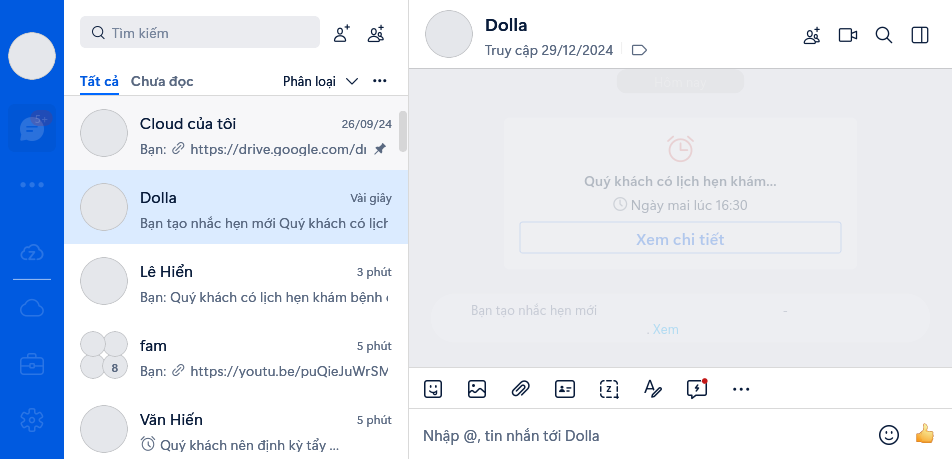 Tìm kiếm
Tất cả
Chưa đọc
Phân loại
5+
Cloud của tôi
26/09/24
Bạn: https://drive.google.com/dr
Dolla
Vài giây
Bạn tạo nhắc hẹn mới Quý khách có lịch
Lê Hiển
3 phút
Bạn: Quý khách có lịch hẹn khám bệnh
fam
5 phút
Bạn: https://youtu.be/puQieJuWrSM
8
Văn Hiến
5 phút
Quý khách nên định kỳ tẩy ...
Dolla
Truy cập 29/12/2024
Quý khách có lịch hẹn khám...
Ngày mai lúc 16:30
Xem chi tiết
Bạn tạo nhắc hẹn mới -
. Xem
Nhập @, tin nhắn tới Dolla